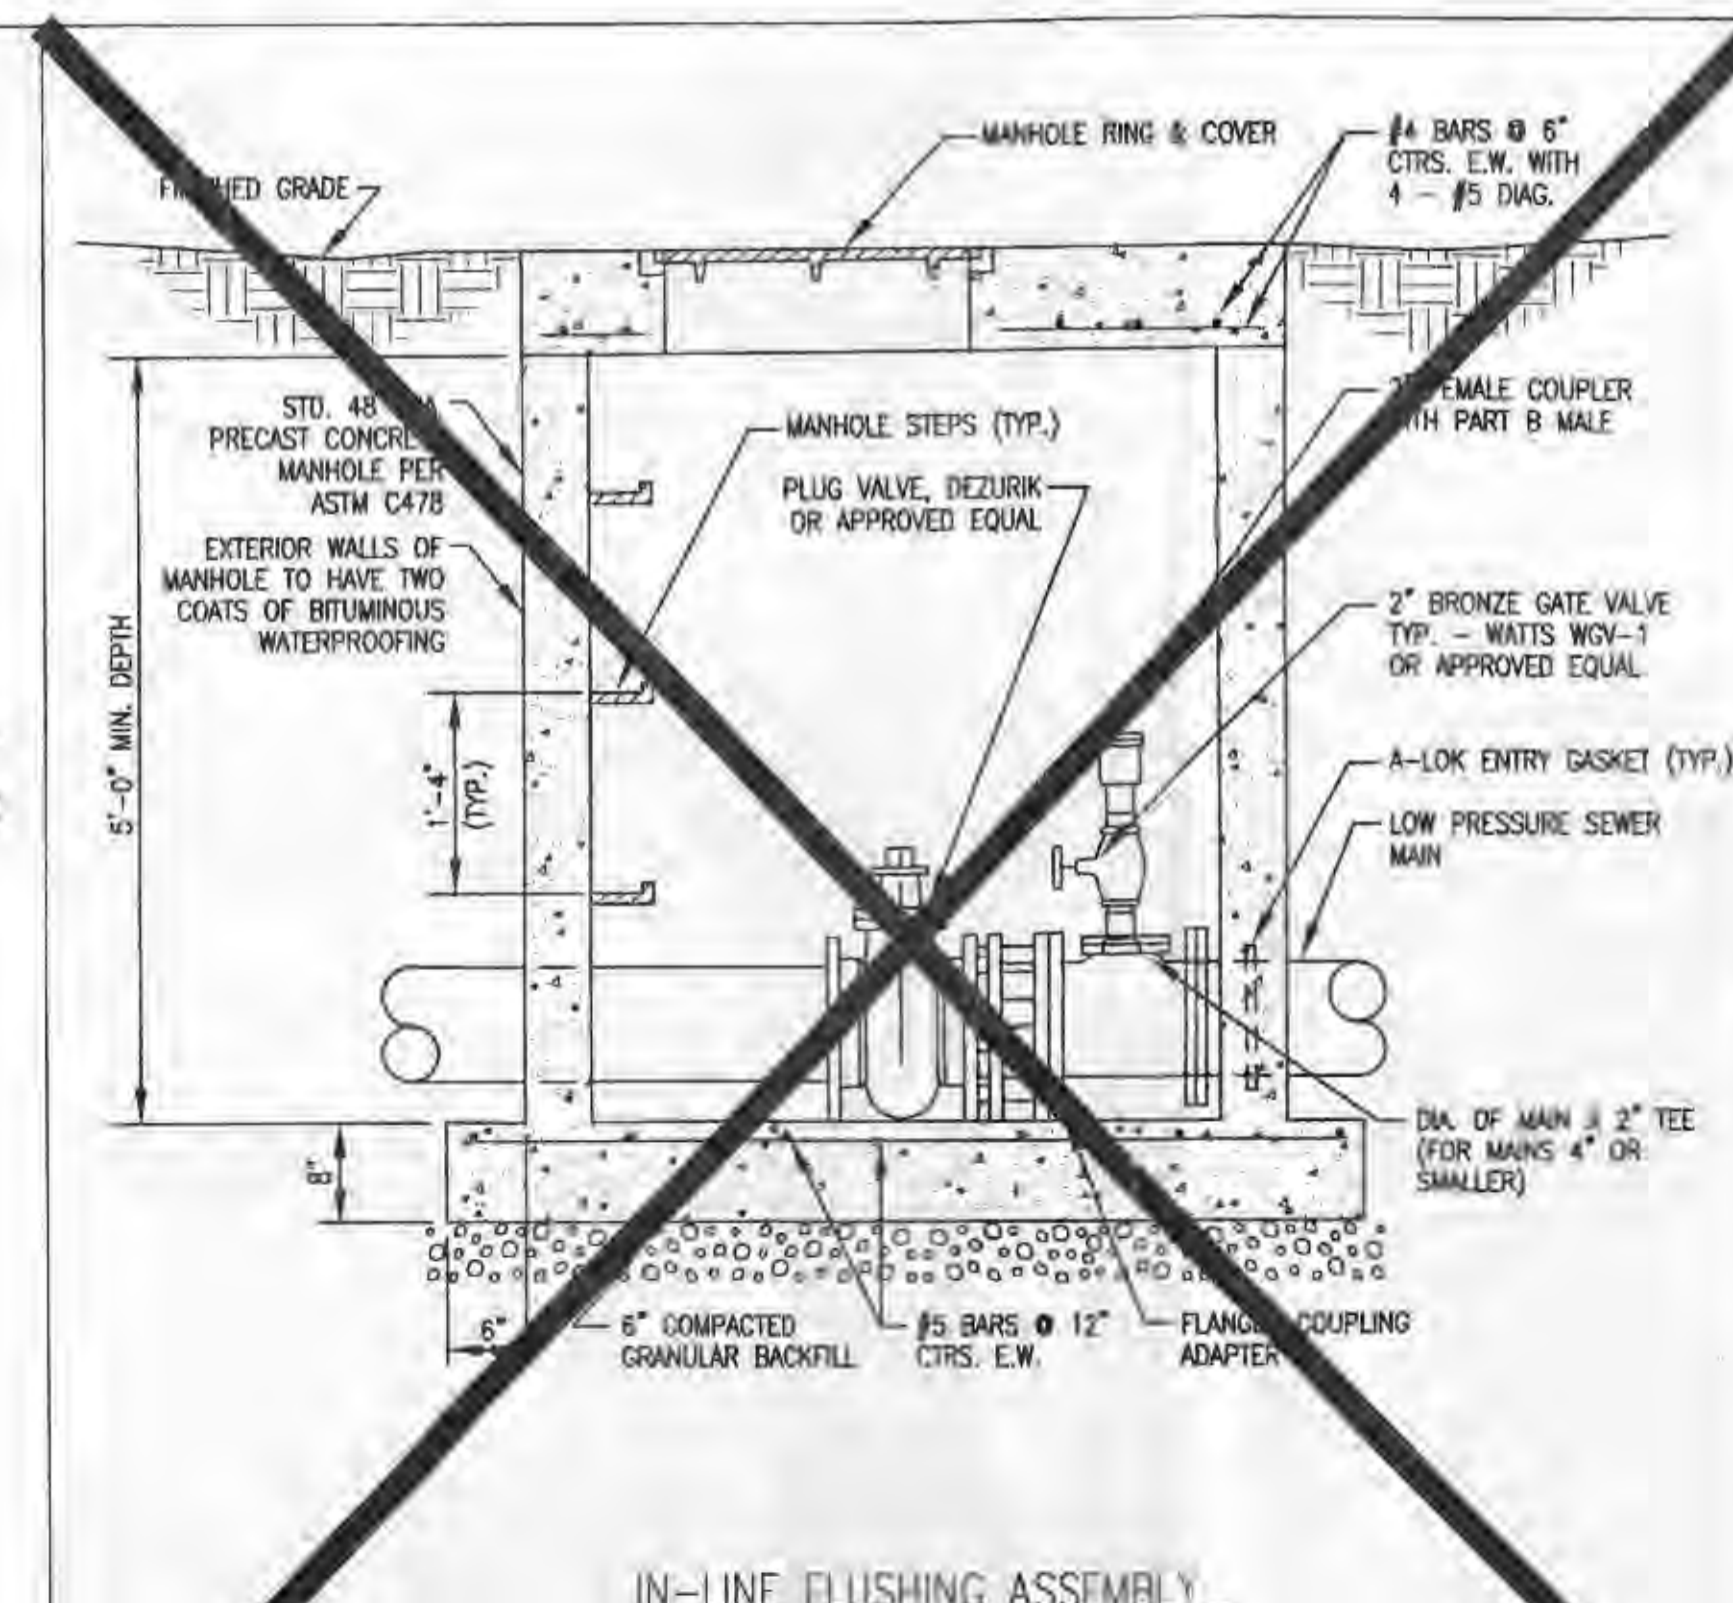 MANHOLE RING & COVER
#4 BARS @ 6"
CTRS. E.W. WITH
4 - #5 DIAG.
GRADE
STD. 48
PRECAST
MANHOLE PER
ASTM C478
EXTERIOR WALLS OF
MANHOLE TO HAVE TWO
COATS OF BITUMINOUS
WATERPROOFING
MANHOLE STEPS (TYP.)
PLUG VALVE, DEZURIK
OR APPROVED EQUAL
COUPLER
PART B MALE
2" BRONZE GATE VALVE
TYP. - WATTS WGV-1
OR APPROVED EQUAL
A-LOK ENTRY GASKET (TYP.)
LOW PRESSURE SEWER
MAIN
5'-0" MIN. DEPTH
1'-4"
(TYP.)
8"
DIA. OF MAIN X 2" TEE
(FOR MAINS 4" OR
SMALLER)
6"
6" COMPACTED
GRANULAR BACKFILL
#5 BARS @ 12"
CTRS. E.W.
COUPLING
ADAPTER
IN-LINE FLUSHING ASSEMBLY